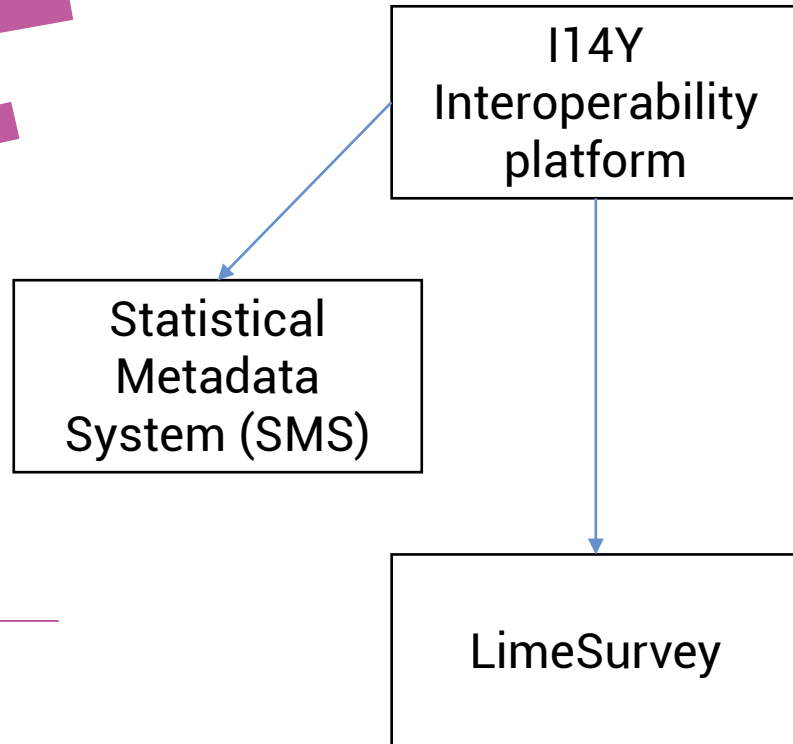 I14Y
Interoperability
platform
Statistical
Metadata
System (SMS)
LimeSurvey